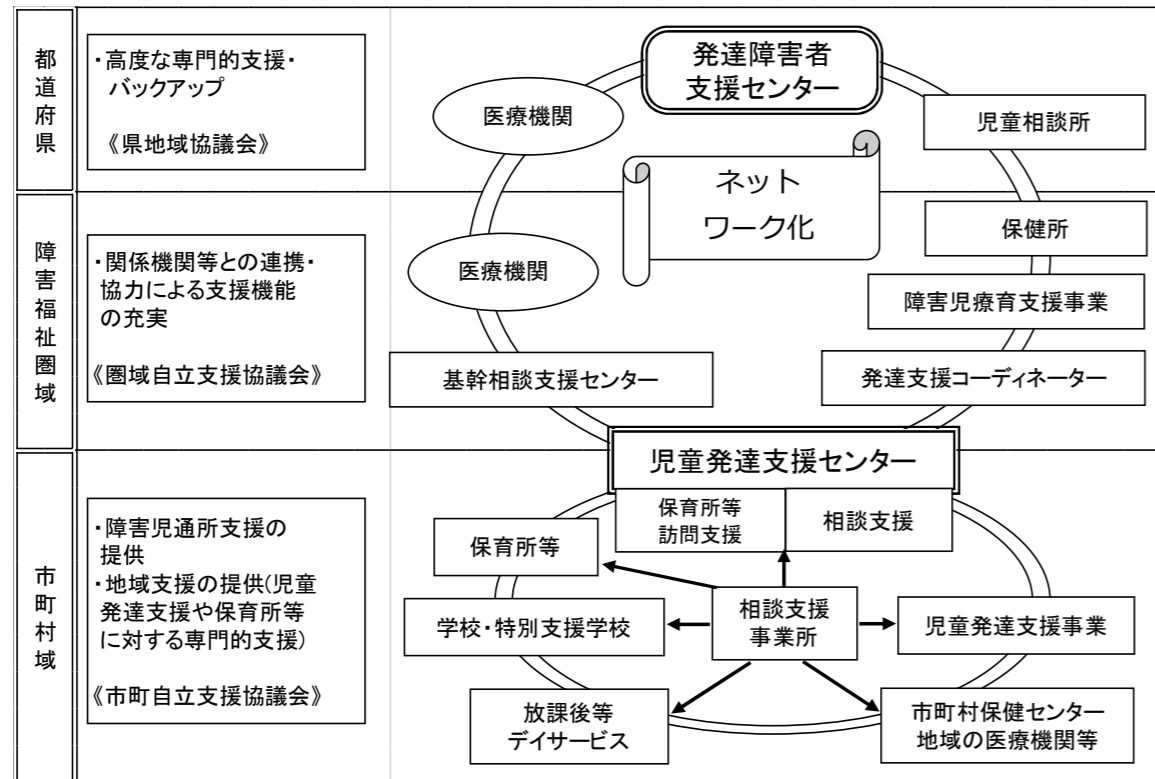 都道府県
・高度な専門的支援・
バックアップ
《県地域協議会》
発達障害者
支援センター
医療機関
児童相談所
ネット
ワーク化
障害福祉圏域
・関係機関等との連携・
協力による支援機能
の充実
《圏域自立支援協議会》
保健所
医療機関
障害児療育支援事業
基幹相談支援センター
発達支援コーディネーター
児童発達支援センター
保育所等
訪問支援
相談支援
市町村域
・障害児通所支援の
提供
・地域支援の提供(児童
発達支援や保育所等
に対する専門的支援)
《市町自立支援協議会》
保育所等
学校・特別支援学校
相談支援
事業所
児童発達支援事業
放課後等
デイサービス
市町村保健センター
地域の医療機関等